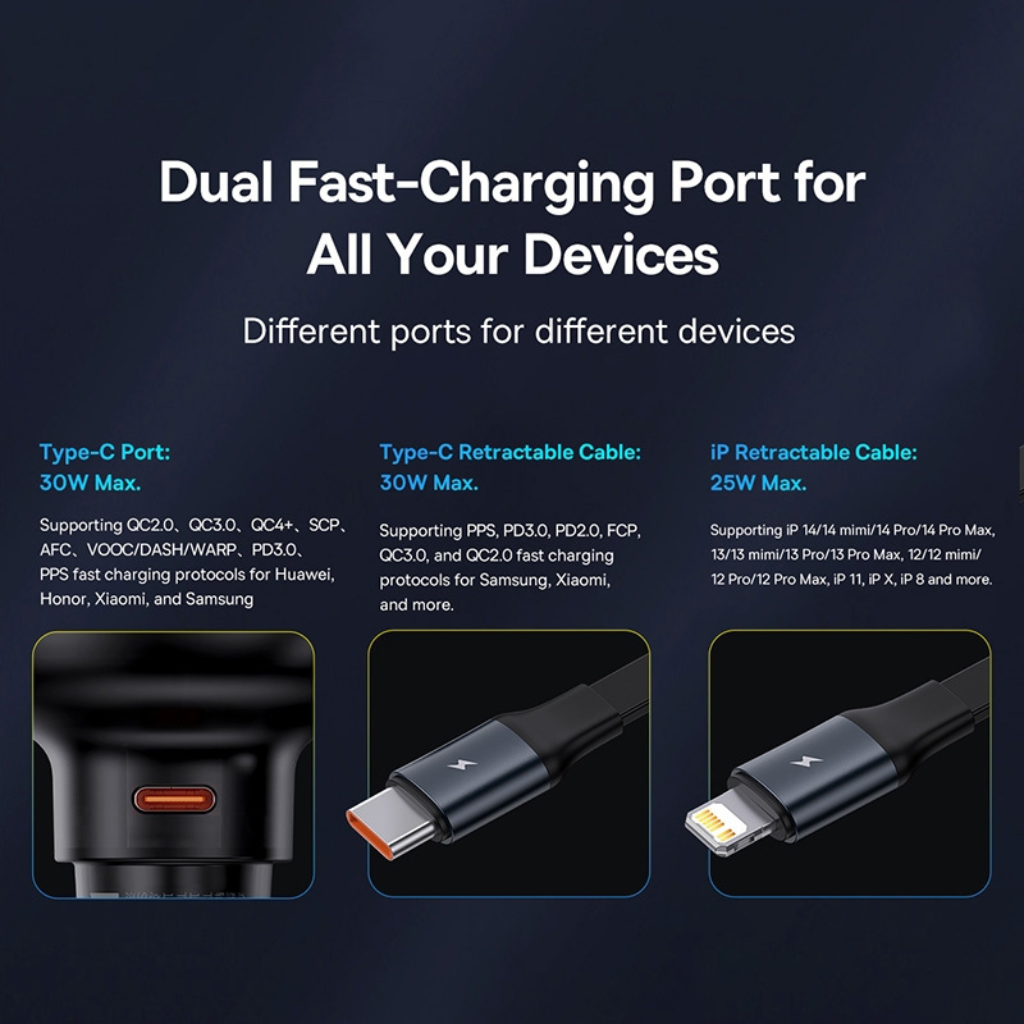 Dual Fast-Charging Port for
All Your Devices
Different ports for different devices
Type-C Port:
30W Max.
Supporting QC2.0、QC3.0、QC4+、SCP、
AFC、VOOC/DASH/WARP、PD3.0、
PPS fast charging protocols for Huawei,
Honor, Xiaomi, and Samsung
Type-C Retractable Cable:
30W Max.
Supporting PPS, PD3.0, PD2.0, FCP,
QC3.0, and QC2.0 fast charging
protocols for Samsung, Xiaomi,
and more.
iP Retractable Cable:
25W Max.
Supporting iP 14/14 mimi/14 Pro/14 Pro Max,
13/13 mimi/13 Pro/13 Pro Max, 12/12 mimi/
12 Pro/12 Pro Max, iP 11, iP X, iP 8 and more.